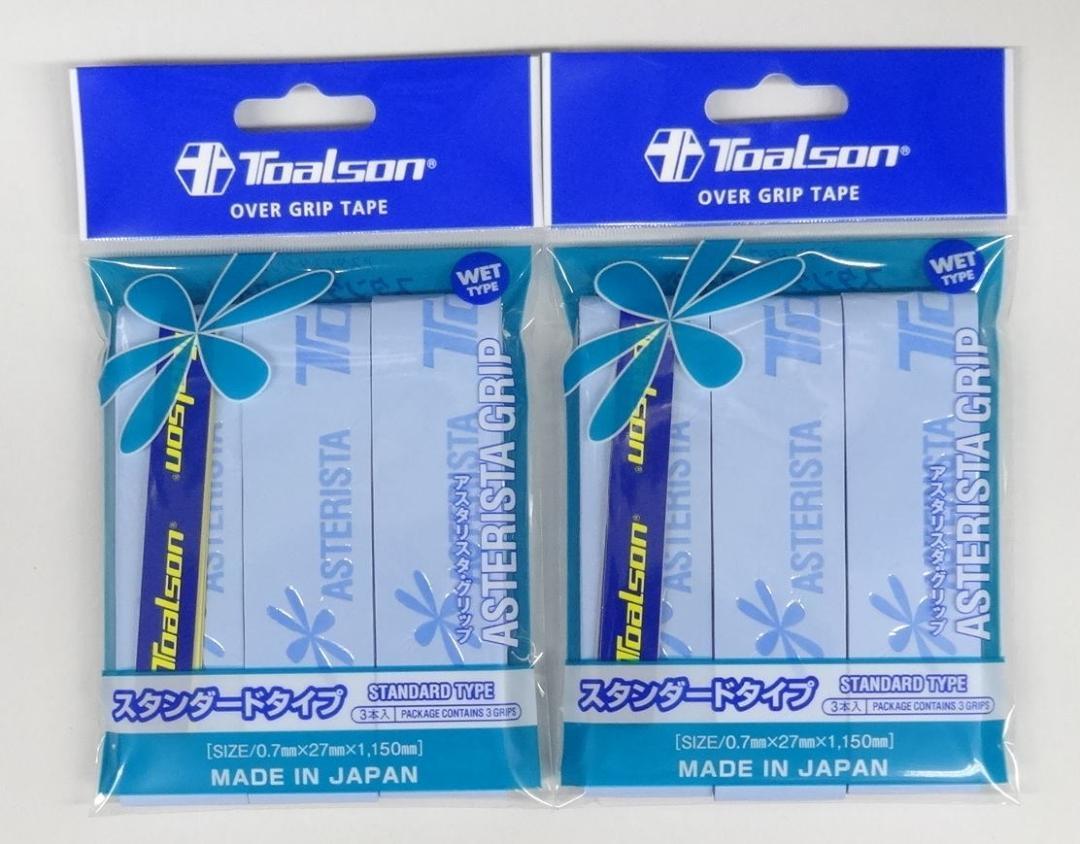 Toalson®
OVER GRIP TAPE
WET
TYPE
Toalson®
ASTERISTA
ASTERISTA
ASTERISTA GRIP
アスタリスタ・グリップ
スタンダードタイプ
STANDARD TYPE
3本入 PACKAGE CONTAINS 3 GRIPS
[SIZE/0.7mm×27mm×1,150mm]
MADE IN JAPAN
Toalson®
OVER GRIP TAPE
WET
TYPE
Toalson
ASTERISTA
ASTERISTA
ASTERISTA GRIP
アスタリスタ・グリップ
スタンダードタイプ
STANDARD TYPE
3本入 PACKAGE CONTAINS 3 GRIPS
[SIZE/0.7mm×27mm×1,150mm]
MADE IN JAPAN